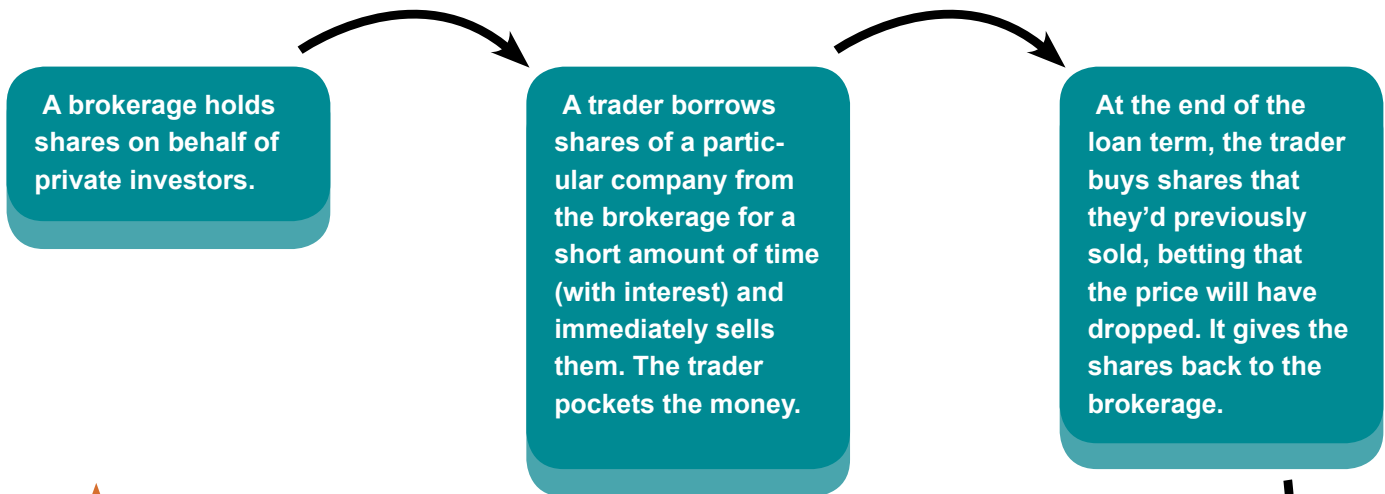 A brokerage holds
shares on behalf of
private investors.
A trader borrows
shares of a partic-
ular company from
the brokerage for a
short amount of time
(with interest) and
immediately sells
them. The trader
pockets the money.
At the end of the
loan term, the trader
buys shares that
they’d previously
sold, betting that
the price will have
dropped. It gives the
shares back to the
brokerage.